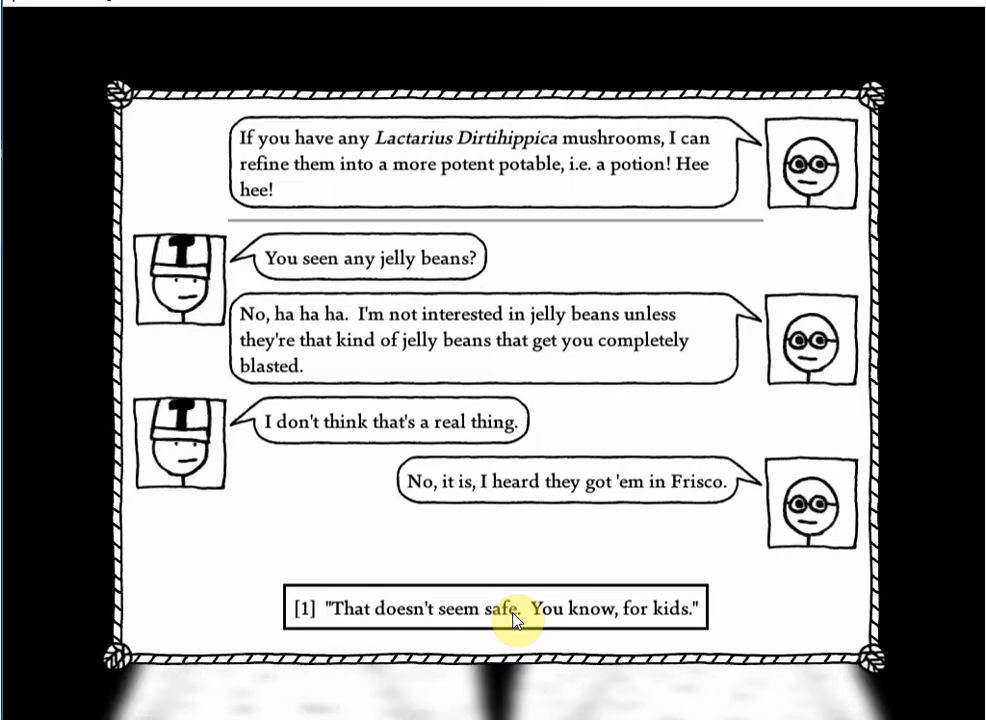 If you have any Lactarius Dirtihippica mushrooms, I can
refine them into a more potent potable, i.e. a potion! Hee
hee!
You seen any jelly beans?
No, ha ha ha.  I'm not interested in jelly beans unless
they're that kind of jelly beans that get you completely
blasted.
I don't think that's a real thing.
No, it is, I heard they got 'em in Frisco.
[1]  "That doesn't seem safe.  You know, for kids."